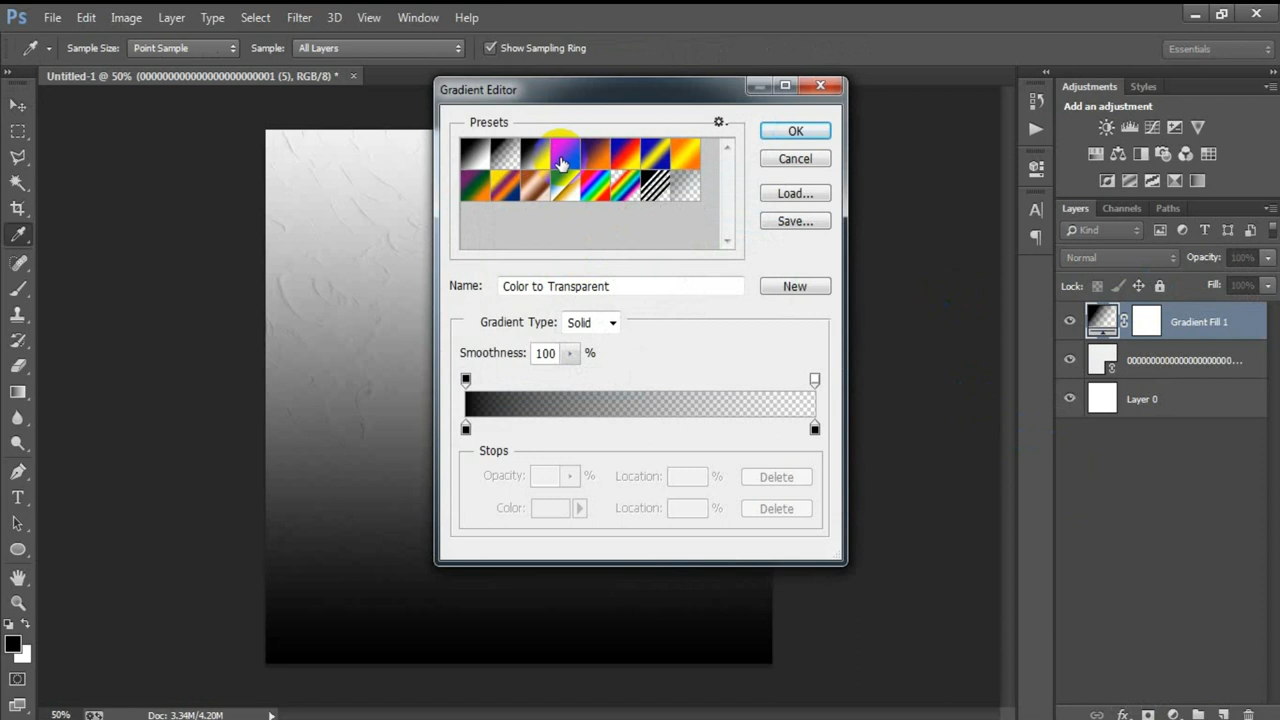 Ps File Edit Image Layer Type Select Filter 3D View Window Help
Sample Size: Point Sample Sample: All Layers Show Sampling Ring Essentials
Untitled-1 @ 50% (00000000000000000000001 (5), RGB/8) *
Gradient Editor
Presets
OK
Cancel
Load...
Save...
Name: Color to Transparent New
Gradient Type: Solid
Smoothness: 100 %
Stops
Opacity: % Location: % Delete
Color: Location: % Delete
Adjustments Styles
Add an adjustment
Layers Channels Paths
Kind
Normal Opacity: 100%
Lock: Fill: 100%
Gradient Fill 1
Layer 0
50% Doc: 3.34M/4.20M